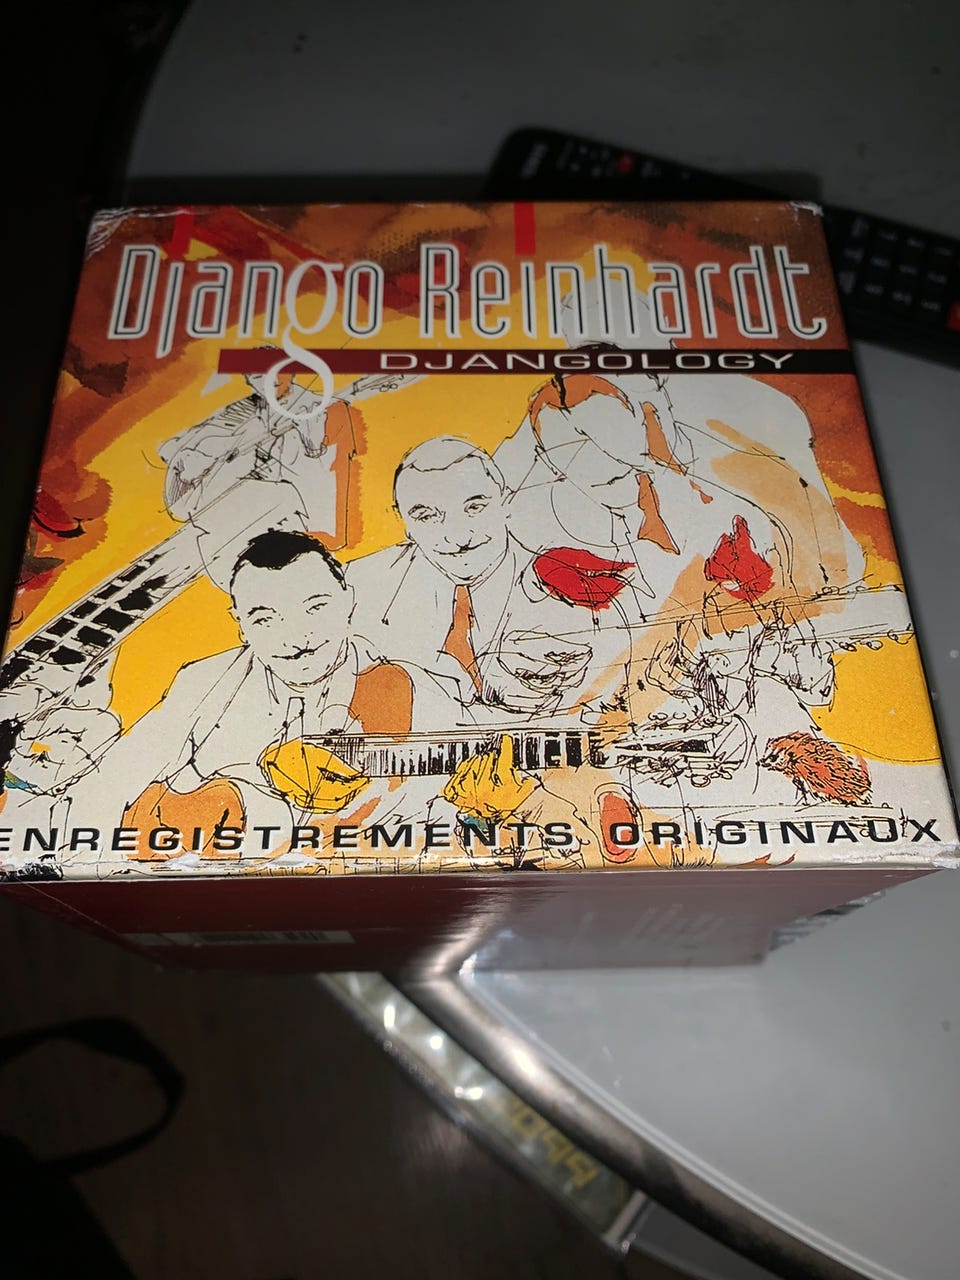 Django Reinhardt
DJANGOLOGY
ENREGISTREMENTS ORIGINAUX